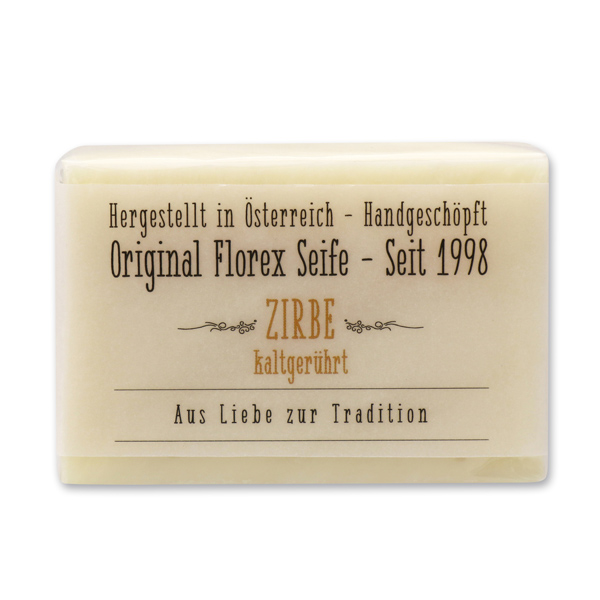 Hergestellt in Österreich - Handgeschöpft
Original Florex Seife - Seit 1998
ZIRBE
kaltgerührt
Aus Liebe zur Tradition